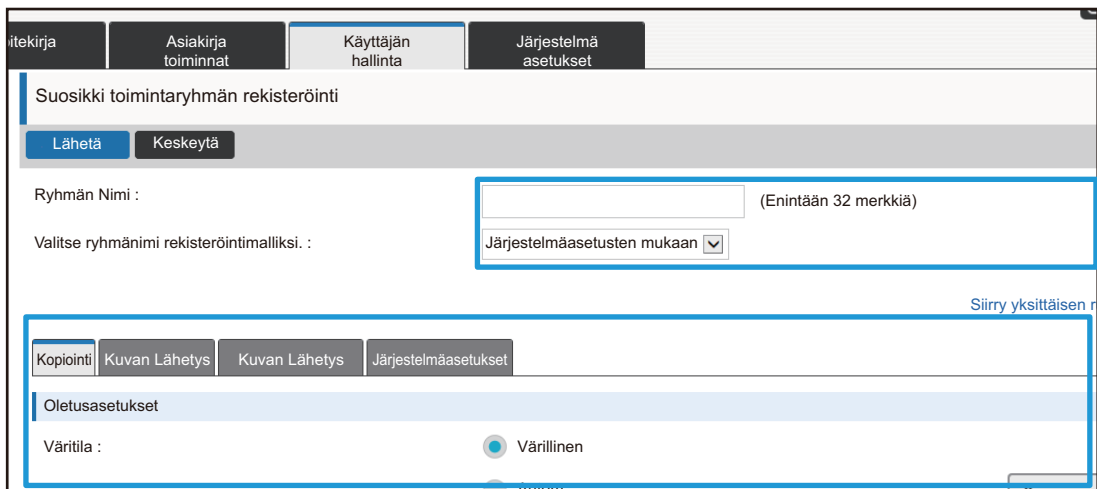 itekirja
Asiakirja
toiminnat
Käyttäjän
hallinta
Järjestelmä
asetukset
Suosikki toimintaryhmän rekisteröinti
Lähetä Keskeytä
Ryhmän Nimi : (Enintään 32 merkkiä)
Valitse ryhmänimi rekisteröintimalliksi. : Järjestelmäasetusten mukaan
Siirry yksittäisen r
Kopiointi Kuvan Lähetys Kuvan Lähetys Järjestelmäasetukset
Oletusasetukset
Väritila : Värillinen